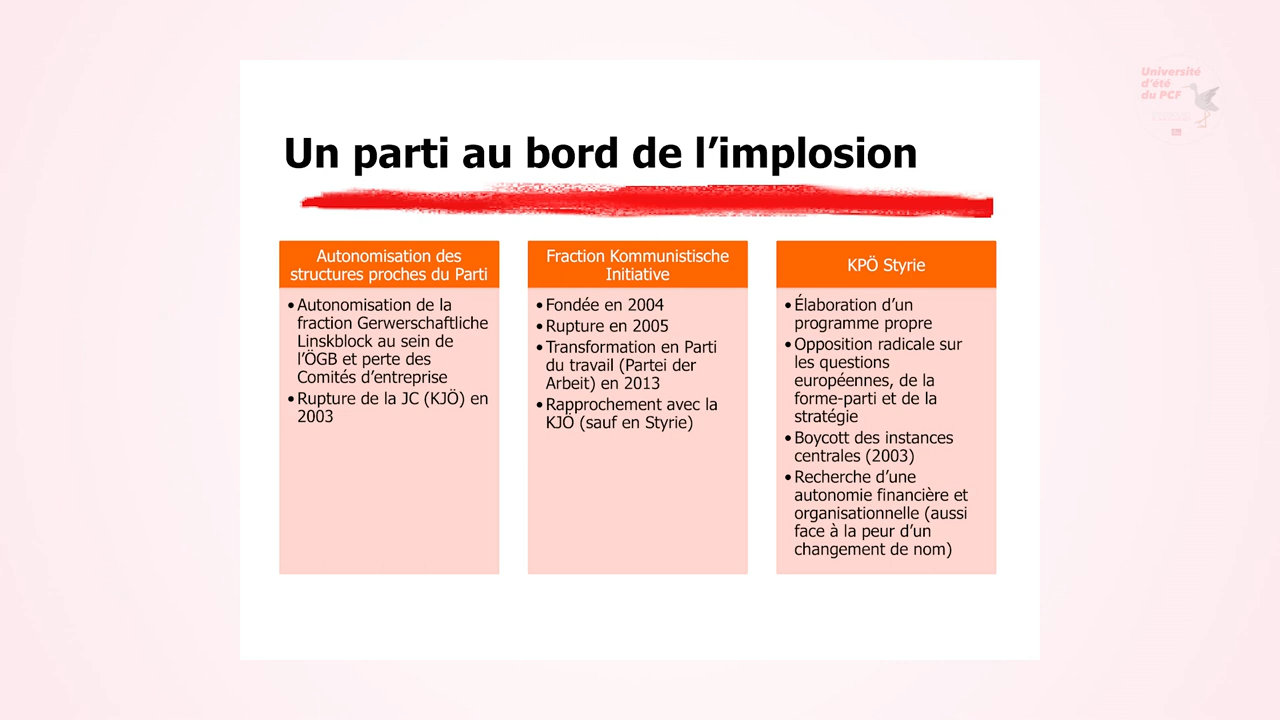 Université
d'été
du PCF
Un parti au bord de l’implosion
Autonomisation des
structures proches du Parti
•Autonomisation de la
fraction Gerwerschaftliche
Linskblock au sein de
l’ÖGB et perte des
Comités d’entreprise
•Rupture de la JC (KJÖ) en
2003
Fraction Kommunistische
Initiative
•Fondée en 2004
•Rupture en 2005
•Transformation en Parti
du travail (Partei der
Arbeit) en 2013
•Rapprochement avec la
KJÖ (sauf en Styrie)
KPÖ Styrie
•Élaboration d’un
programme propre
•Opposition radicale sur
les questions
européennes, de la
forme-parti et de la
stratégie
•Boycott des instances
centrales (2003)
•Recherche d’une
autonomie financière et
organisationnelle (aussi
face à la peur d’un
changement de nom)